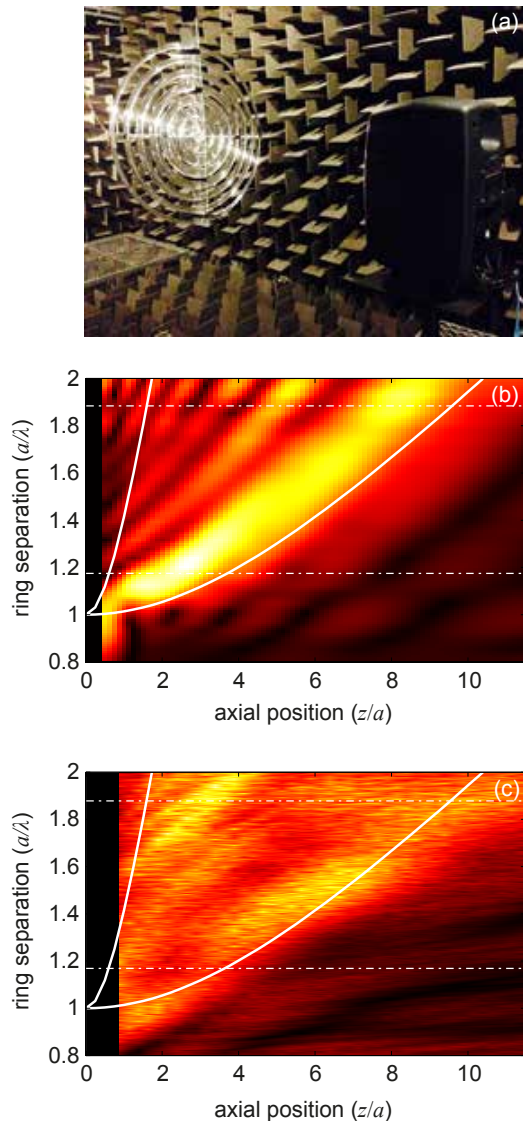 (a)
(b)
2
1.8
1.6
1.4
1.2
1
0.8
ring separation (a/λ)
0 2 4 6 8 10
axial position (z/a)
(c)
2
1.8
1.6
1.4
1.2
1
0.8
ring separation (a/λ)
0 2 4 6 8 10
axial position (z/a)